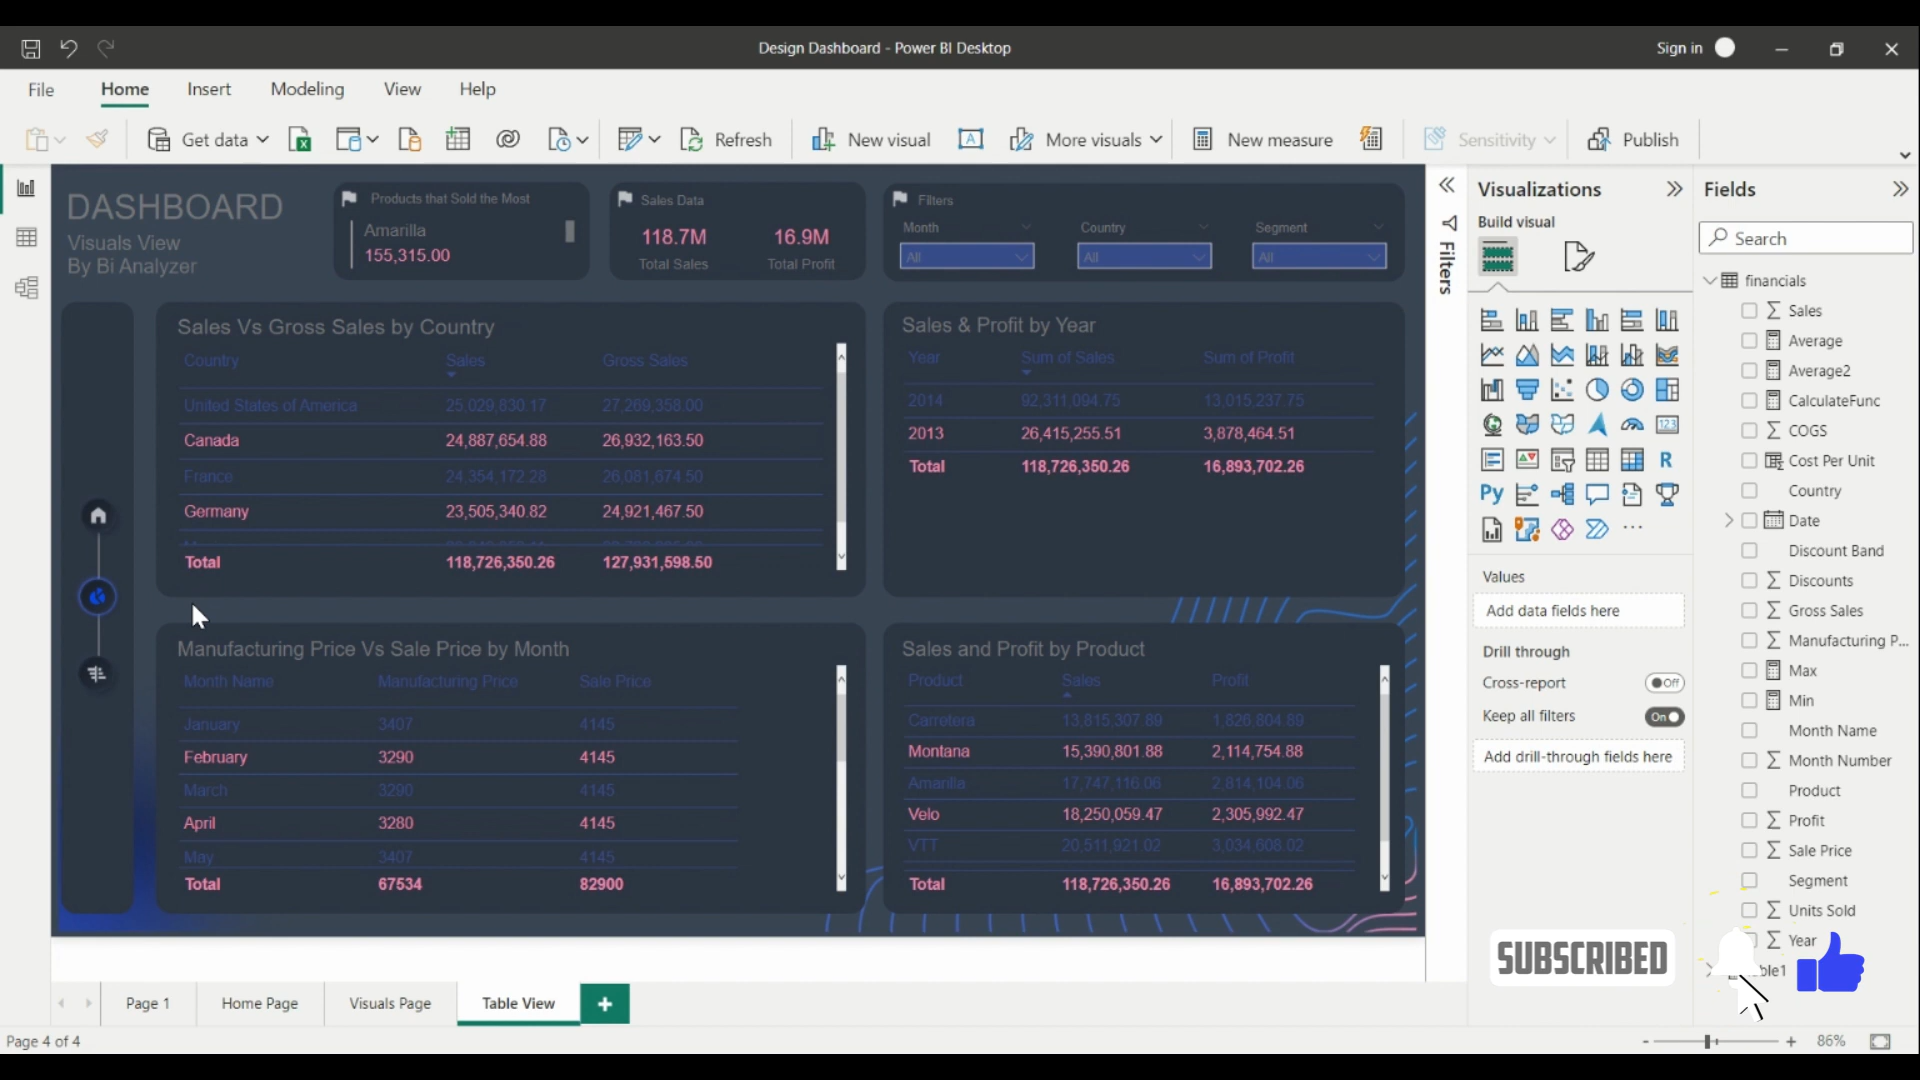 Design Dashboard - Power BI Desktop
Sign in
File Home Insert Modeling View Help
Get data Refresh New visual More visuals New measure Sensitivity Publish
DASHBOARD
Visuals View
By Bi Analyzer
Products that Sold the Most
Amarilla
155,315.00
Sales Data
118.7M 16.9M
Total Sales Total Profit
Filters
Month Country Segment
All All All
Sales Vs Gross Sales by Country
Country Sales Gross Sales
United States of America 25,029,830.17 27,269,358.00
Canada 24,887,654.88 26,932,163.50
France 24,354,172.28 26,081,674.50
Germany 23,505,340.82 24,921,467.50
Total 118,726,350.26 127,931,598.50
Sales & Profit by Year
Year Sum of Sales Sum of Profit
2014 92,311,094.75 13,015,237.75
2013 26,415,255.51 3,878,464.51
Total 118,726,350.26 16,893,702.26
Manufacturing Price Vs Sale Price by Month
Month Name Manufacturing Price Sale Price
January 3407 4145
February 3290 4145
March 3290 4145
April 3280 4145
May 3407 4145
Total 67534 82900
Sales and Profit by Product
Product Sales Profit
Carretera 13,815,307.89 1,826,804.89
Montana 15,390,801.88 2,114,754.88
Amarilla 17,747,116.06 2,814,104.06
Velo 18,250,059.47 2,305,992.47
VTT 20,511,921.02 3,034,608.02
Total 118,726,350.26 16,893,702.26
Filters
Visualizations
Build visual
123
R
Py
Values
Add data fields here
Drill through
Cross-report Off
Keep all filters On
Add drill-through fields here
Fields
Search
financials
Sales
Average
Average2
CalculateFunc
COGS
Cost Per Unit
Country
Date
Discount Band
Discounts
Gross Sales
Manufacturing P...
Max
Min
Month Name
Month Number
Product
Profit
Sale Price
Segment
Units Sold
Year
SUBSCRIBED
Page 1 Home Page Visuals Page Table View +
Page 4 of 4
- + 86%